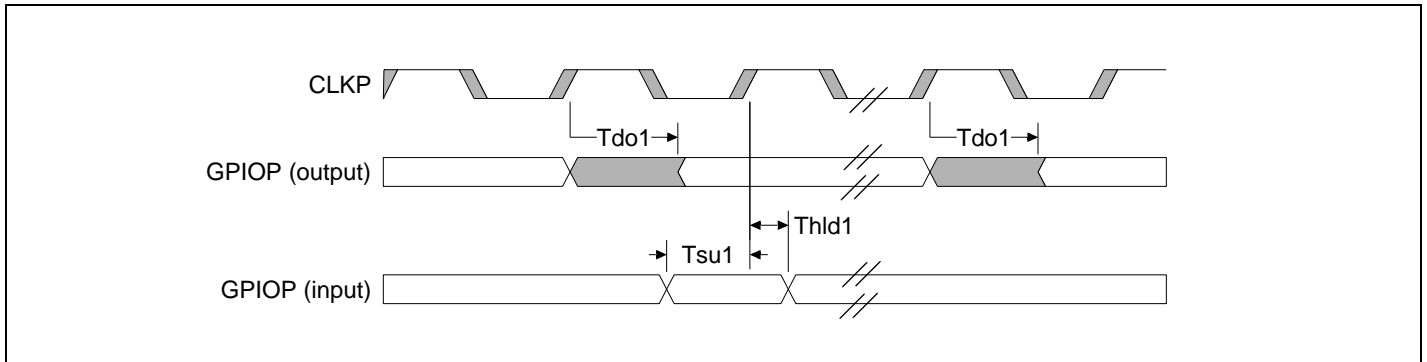 CLKP
Tdo1
Tdo1
GPIOP (output)
Thld1
Tsu1
GPIOP (input)